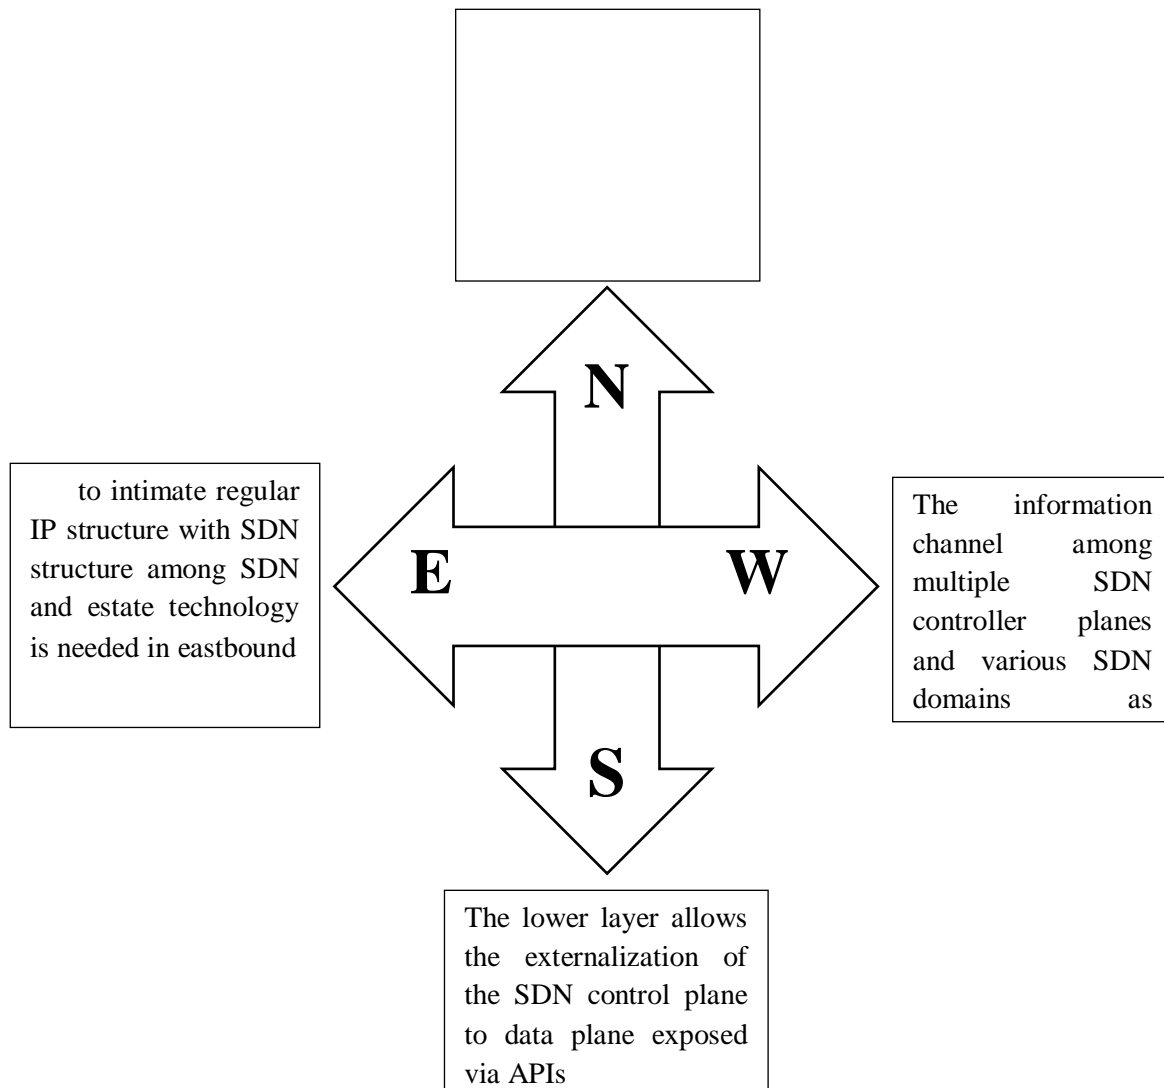 N
to intimate regular
IP structure with SDN
structure among SDN
and estate technology
is needed in eastbound
E
W
The information
channel among
multiple SDN
controller planes
and various SDN
domains as
S
The lower layer allows
the externalization of
the SDN control plane
to data plane exposed
via APIs